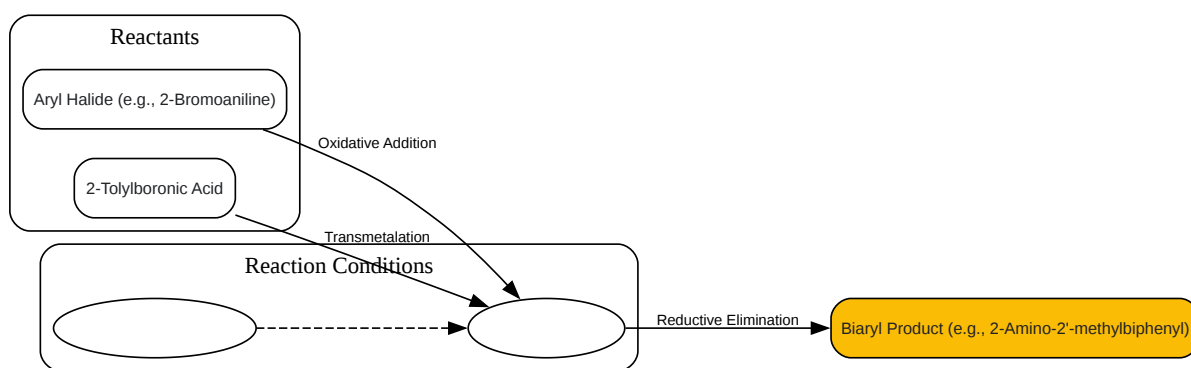 Reactants
Aryl Halide (e.g., 2-Bromoaniline)
Oxidative Addition
2-Tolylboronic Acid
Transmetalation
Reaction Conditions
Reductive Elimination
Biaryl Product (e.g., 2-Amino-2'-methylbiphenyl)